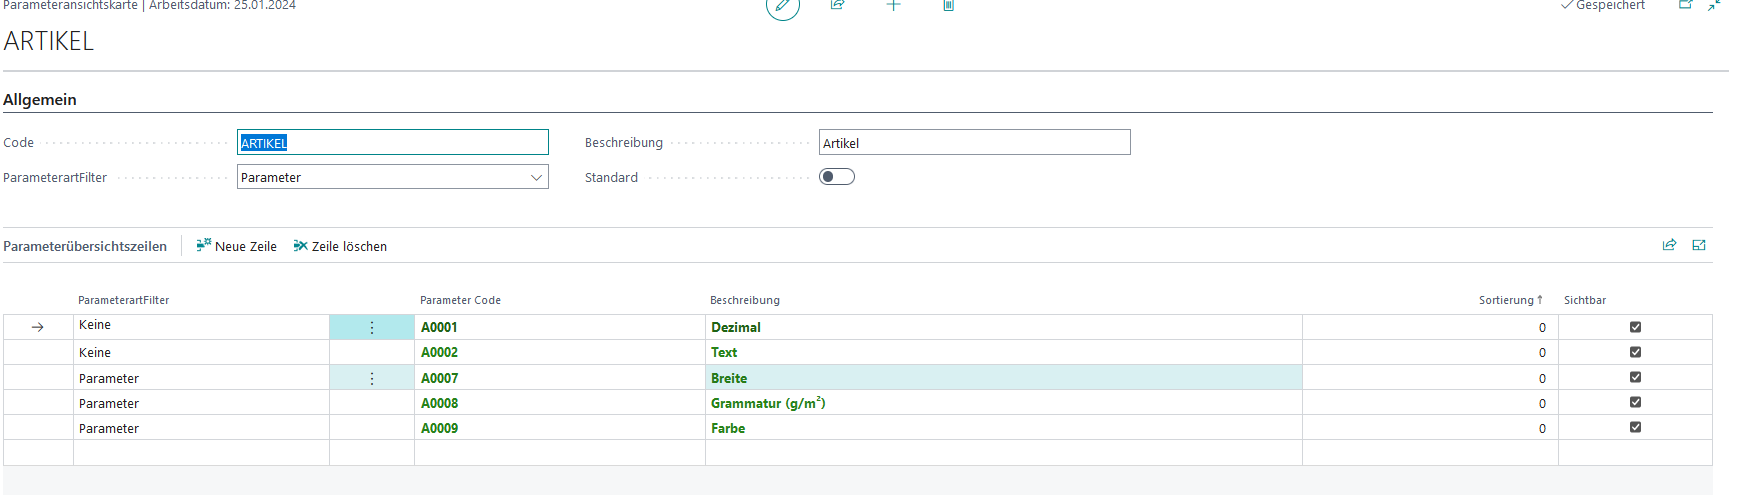 Parameteransichtskarte | Arbeitsdatum: 25.01.2024
Gespeichert
ARTIKEL
Allgemein
Code ARTIKEL Beschreibung Artikel
ParameterartFilter Parameter Standard
Parameterübersichtszeilen Neue Zeile Zeile löschen
ParameterartFilter Parameter Code Beschreibung Sortierung ↑ Sichtbar
Keine A0001 Dezimal 0
Keine A0002 Text 0
Parameter A0007 Breite 0
Parameter A0008 Grammatur (g/m²) 0
Parameter A0009 Farbe 0